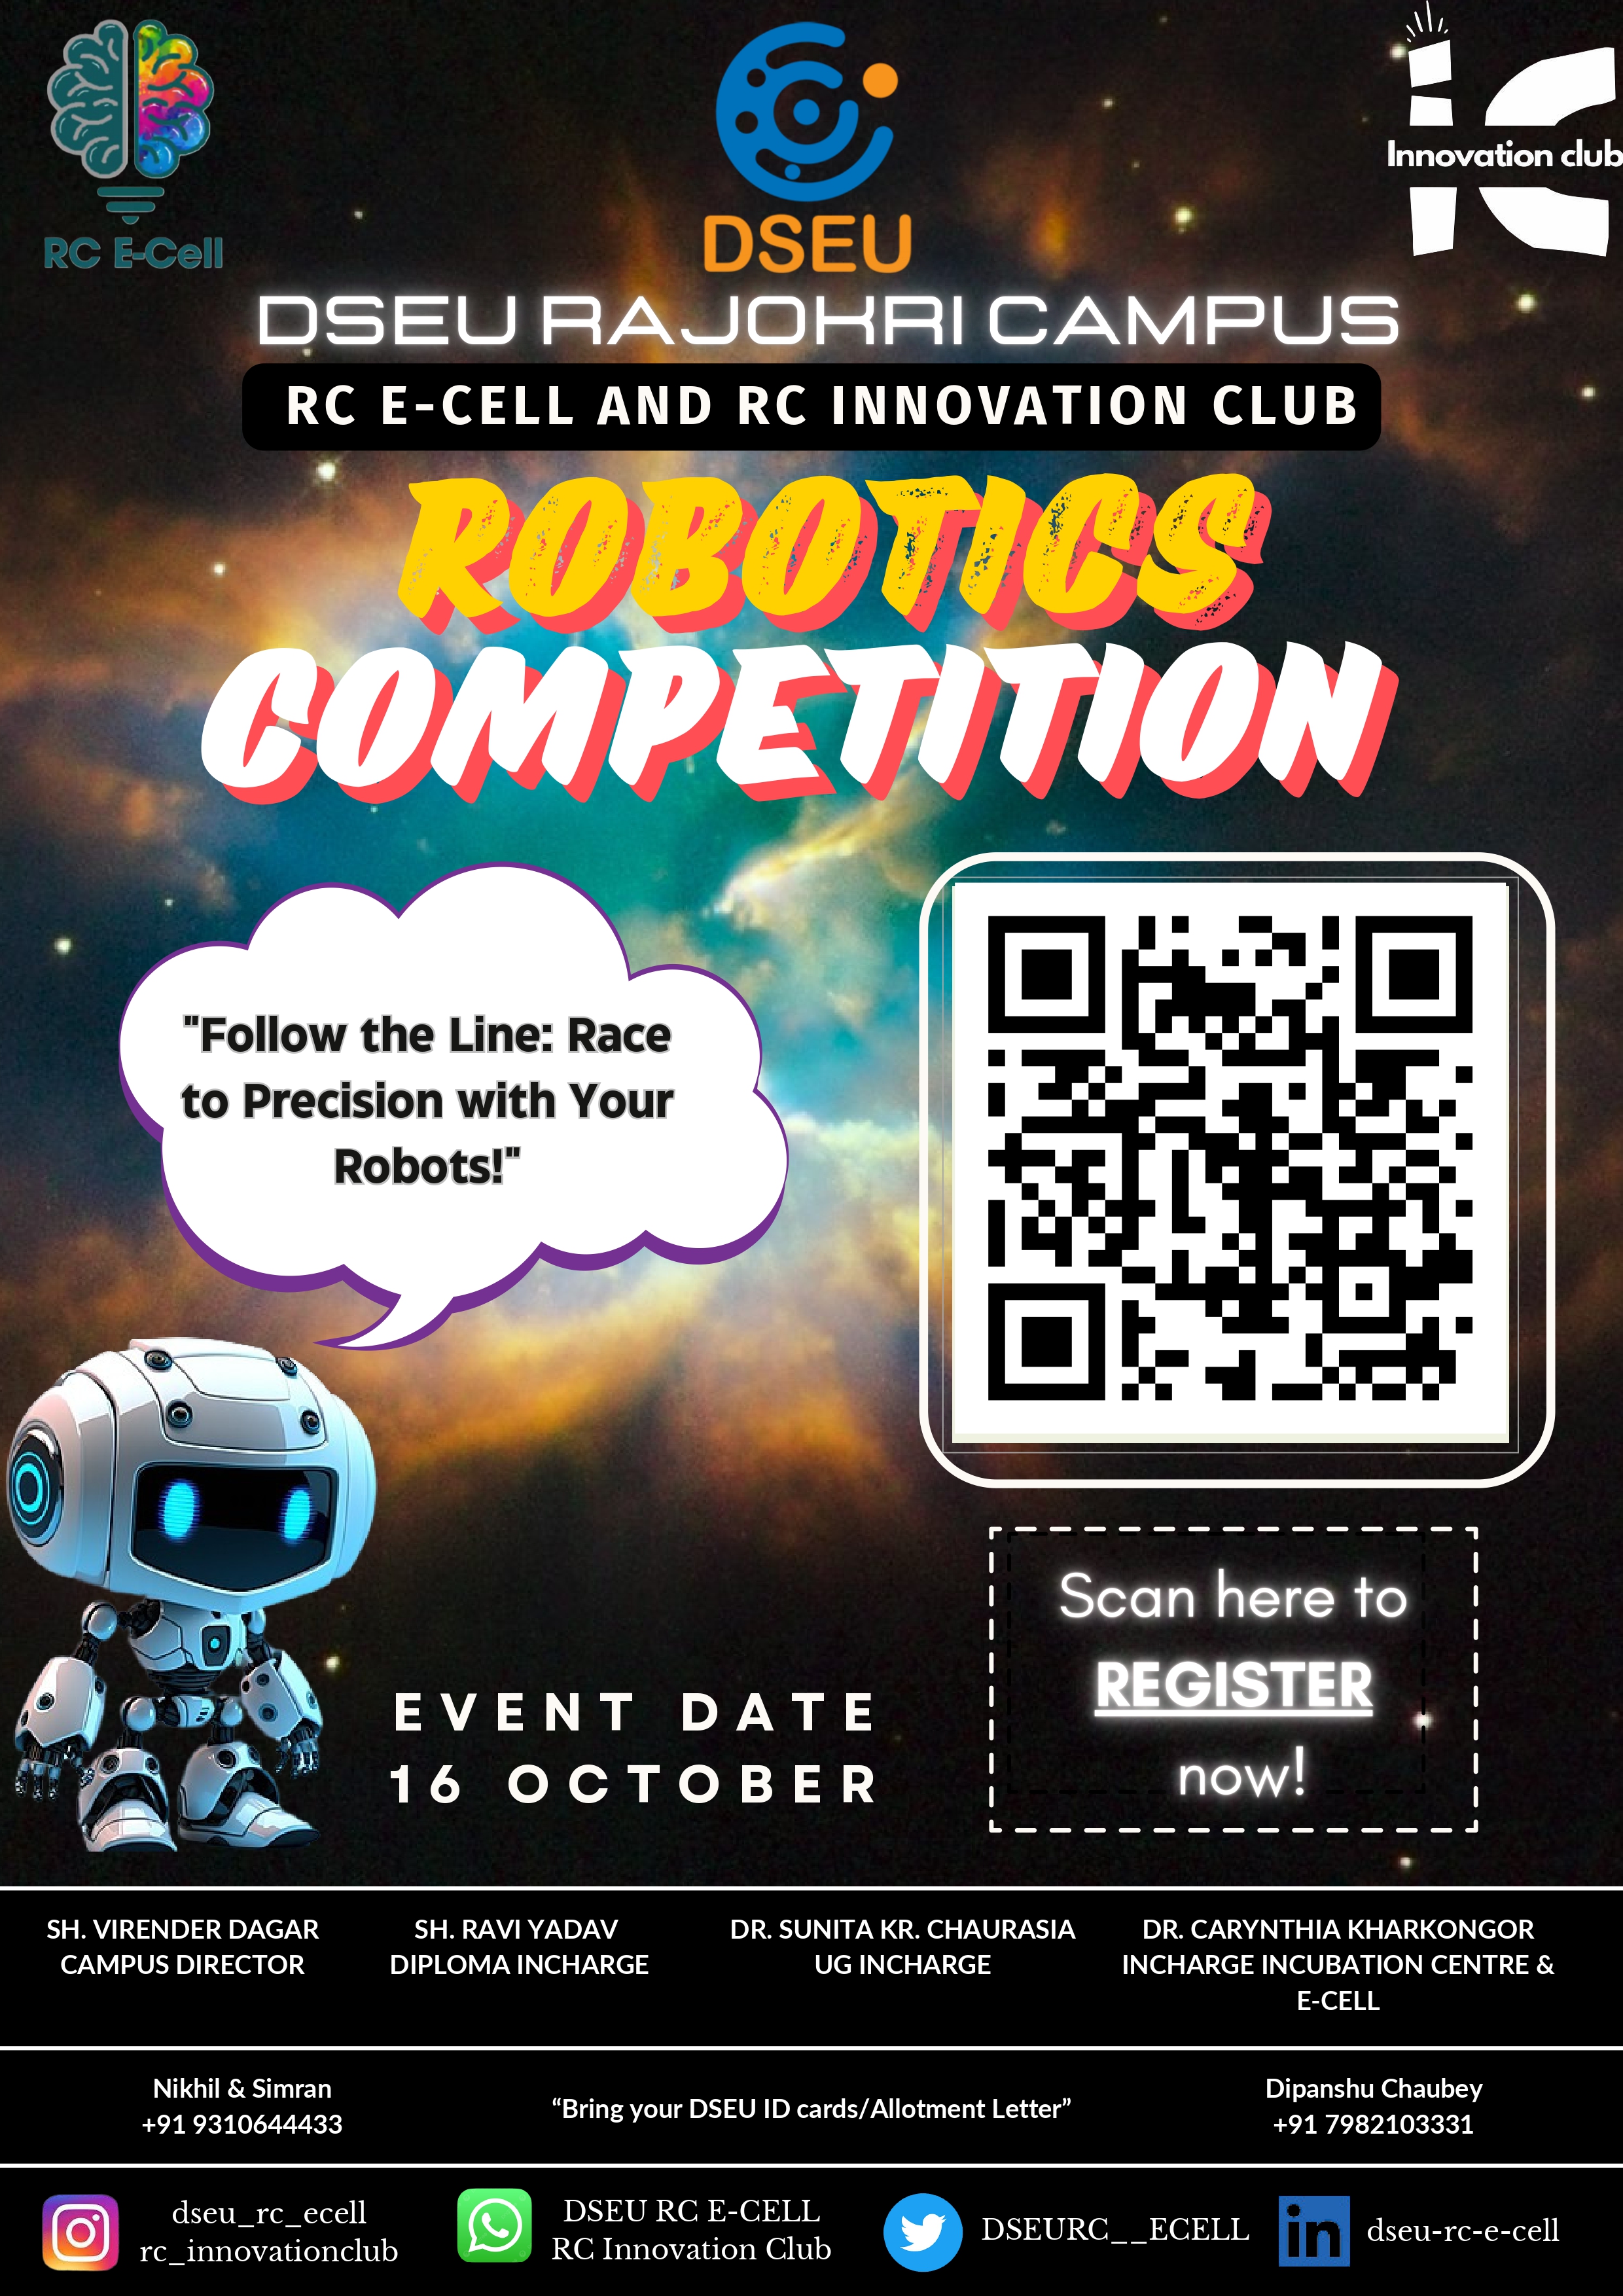 RC E-Cell
DSEU
Innovation club
DSEU RAJOKRI CAMPUS
RC E-CELL AND RC INNOVATION CLUB
ROBOTICS
COMPETITION
"Follow the Line: Race
to Precision with Your
Robots!"
Scan here to
REGISTER
now!
EVENT DATE
16 OCTOBER
SH. VIRENDER DAGAR
CAMPUS DIRECTOR
SH. RAVI YADAV
DIPLOMA INCHARGE
DR. SUNITA KR. CHAURASIA
UG INCHARGE
DR. CARYNTHIA KHARKONGOR
INCHARGE INCUBATION CENTRE &
E-CELL
Nikhil & Simran
+91 9310644433
“Bring your DSEU ID cards/Allotment Letter”
Dipanshu Chaubey
+91 7982103331
dseu_rc_ecell
rc_innovationclub
DSEU RC E-CELL
RC Innovation Club
DSEURC__ECELL
in
dseu-rc-e-cell